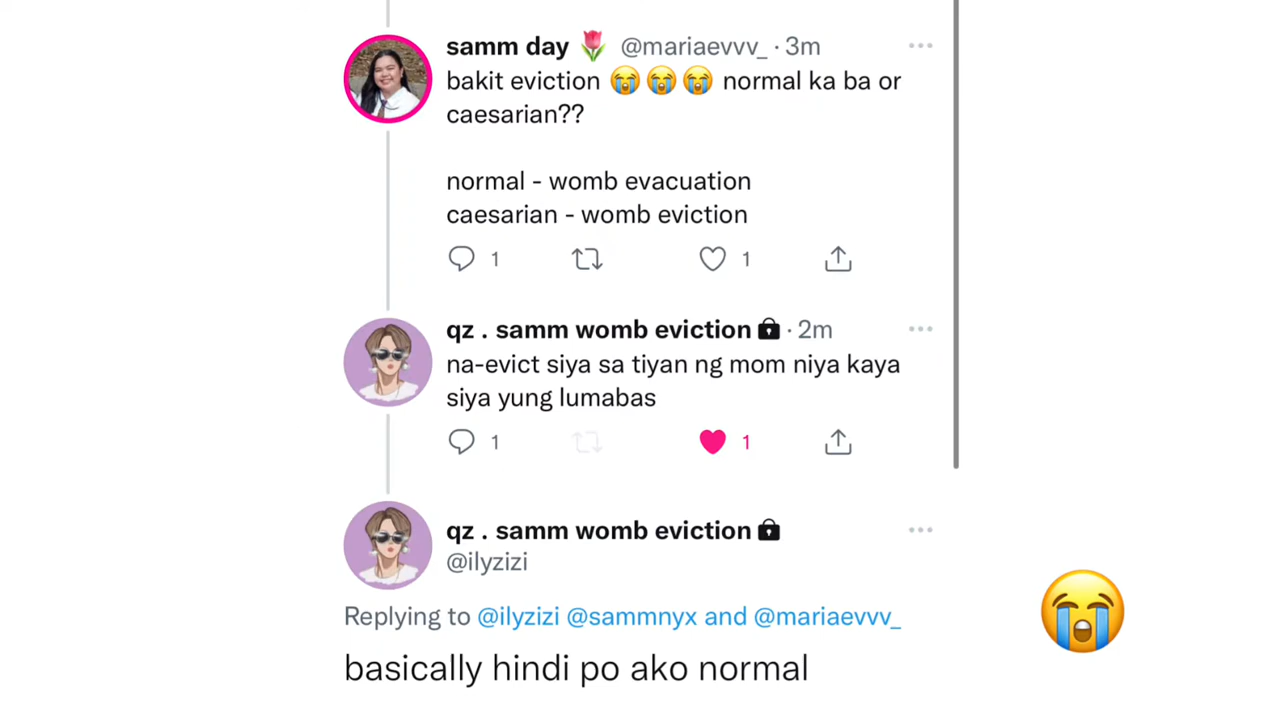 samm day 🌷 @mariaevvv_ · 3m
bakit eviction 😭😭😭 normal ka ba or
caesarian??
normal - womb evacuation
caesarian - womb eviction
1 1
qz . samm womb eviction 🔒 · 2m
na-evict siya sa tiyan ng mom niya kaya
siya yung lumabas
1 1
qz . samm womb eviction 🔒
@ilyzizi
Replying to @ilyzizi @sammnyx and @mariaevvv_
basically hindi po ako normal